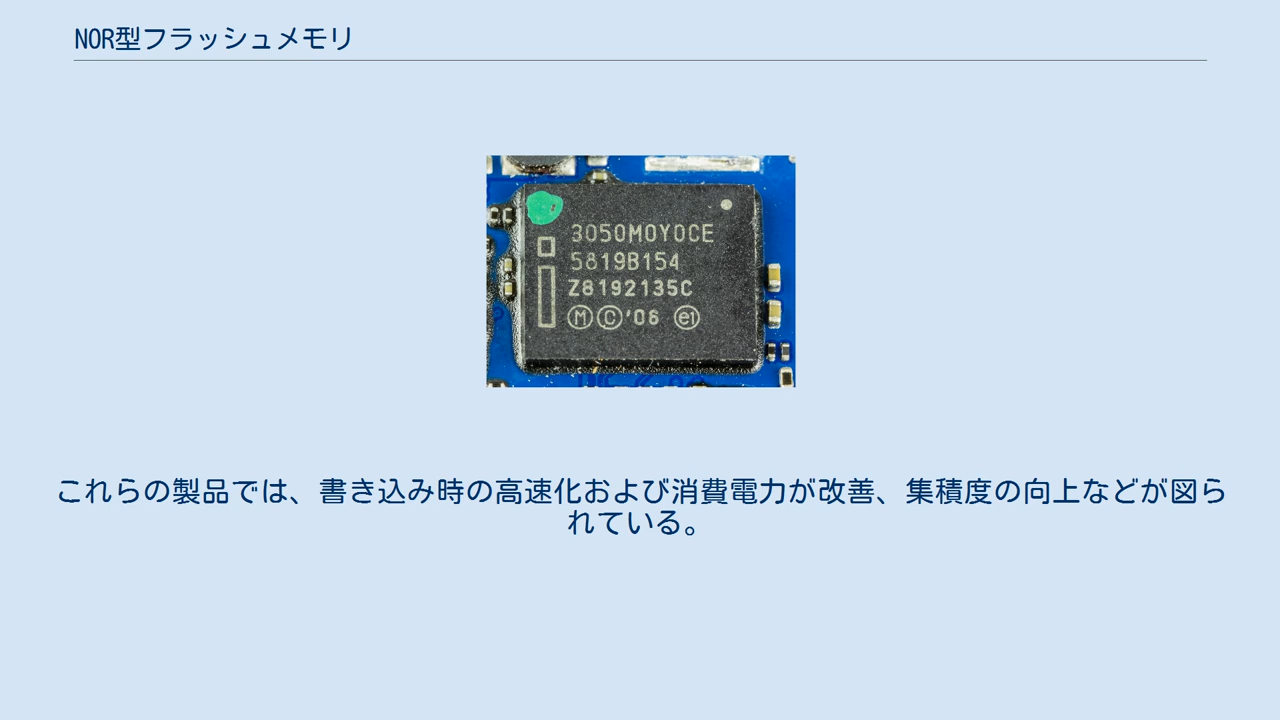 NOR型フラッシュメモリ
3050M0Y0CE
5819B154
Z8192135C
Ⓜ©'06 e1
これらの製品では、書き込み時の高速化および消費電力が改善、集積度の向上などが図ら
れている。